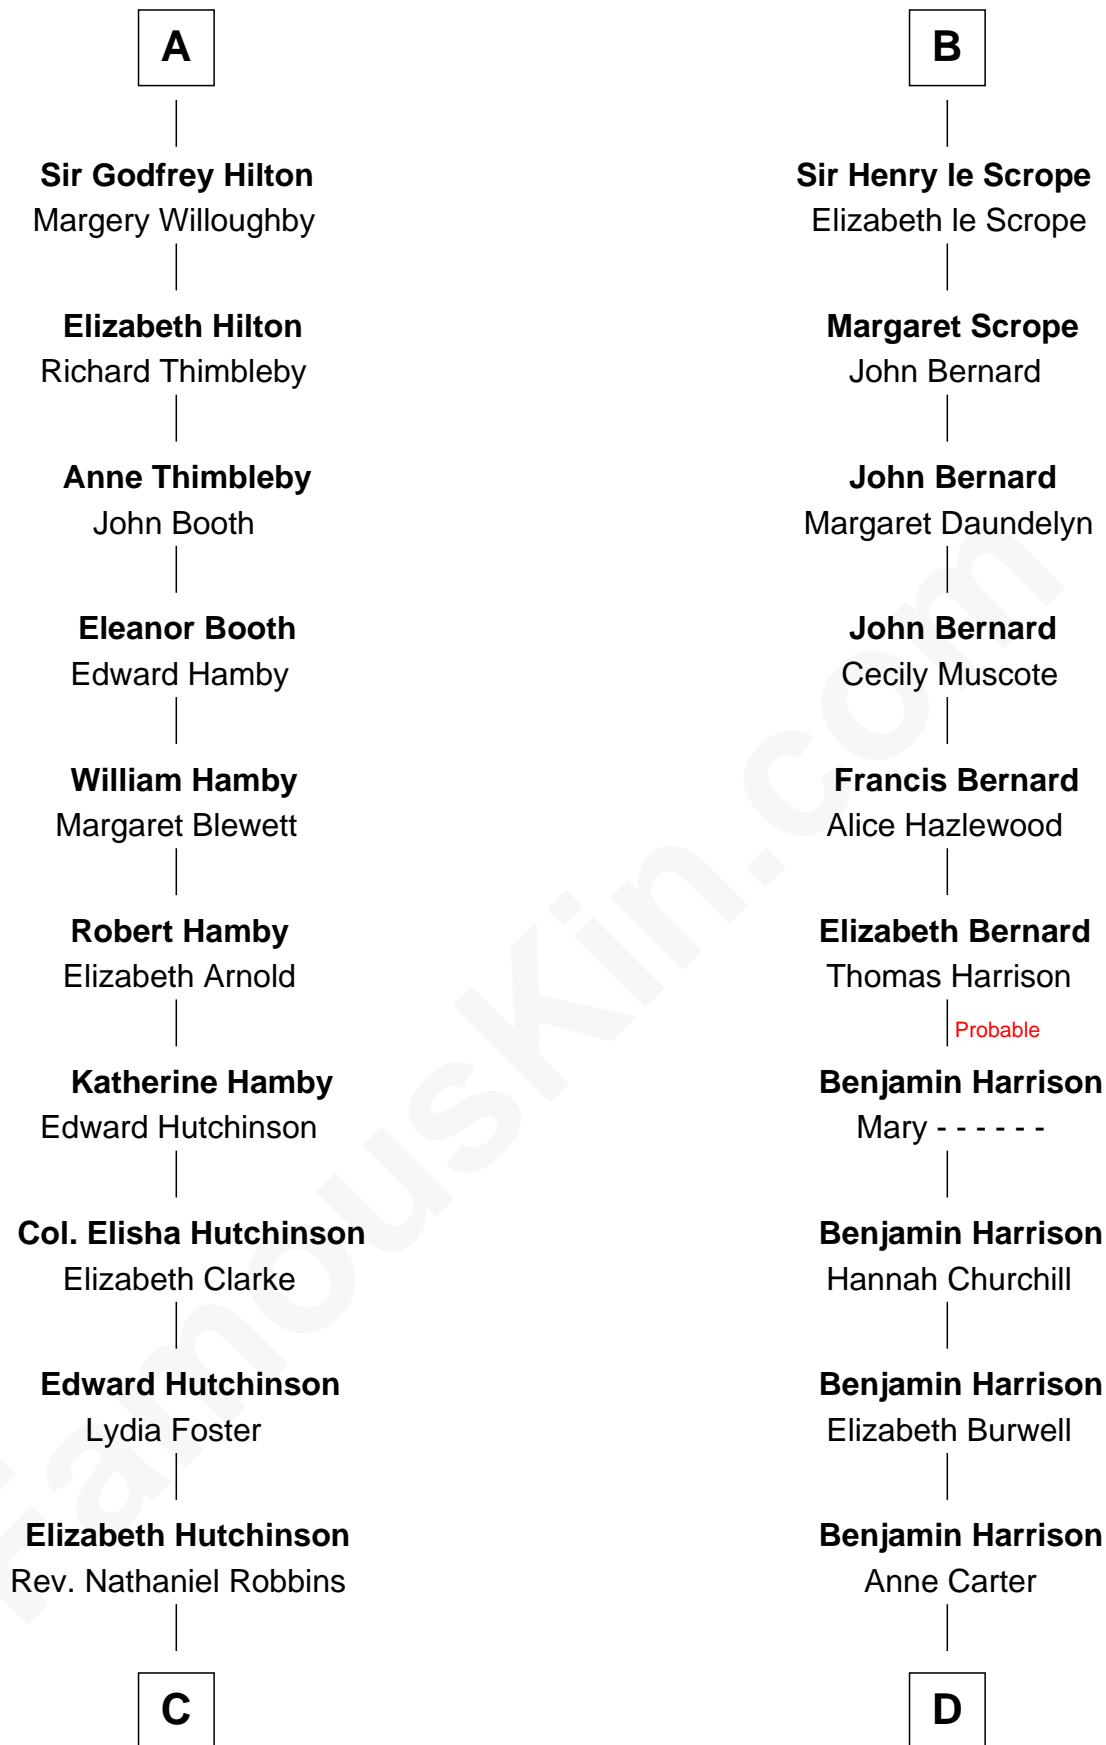 A
Sir Godfrey Hilton
Margery Willoughby
Elizabeth Hilton
Richard Thimbleby
Anne Thimbleby
John Booth
Eleanor Booth
Edward Hamby
William Hamby
Margaret Blewett
Robert Hamby
Elizabeth Arnold
Katherine Hamby
Edward Hutchinson
Col. Elisha Hutchinson
Elizabeth Clarke
Edward Hutchinson
Lydia Foster
Elizabeth Hutchinson
Rev. Nathaniel Robbins
C
B
Sir Henry le Scrope
Elizabeth le Scrope
Margaret Scrope
John Bernard
John Bernard
Margaret Daundelyn
John Bernard
Cecily Muscote
Francis Bernard
Alice Hazlewood
Elizabeth Bernard
Thomas Harrison
Probable
Benjamin Harrison
Mary - - - - - -
Benjamin Harrison
Hannah Churchill
Benjamin Harrison
Elizabeth Burwell
Benjamin Harrison
Anne Carter
D
FamousKin.com